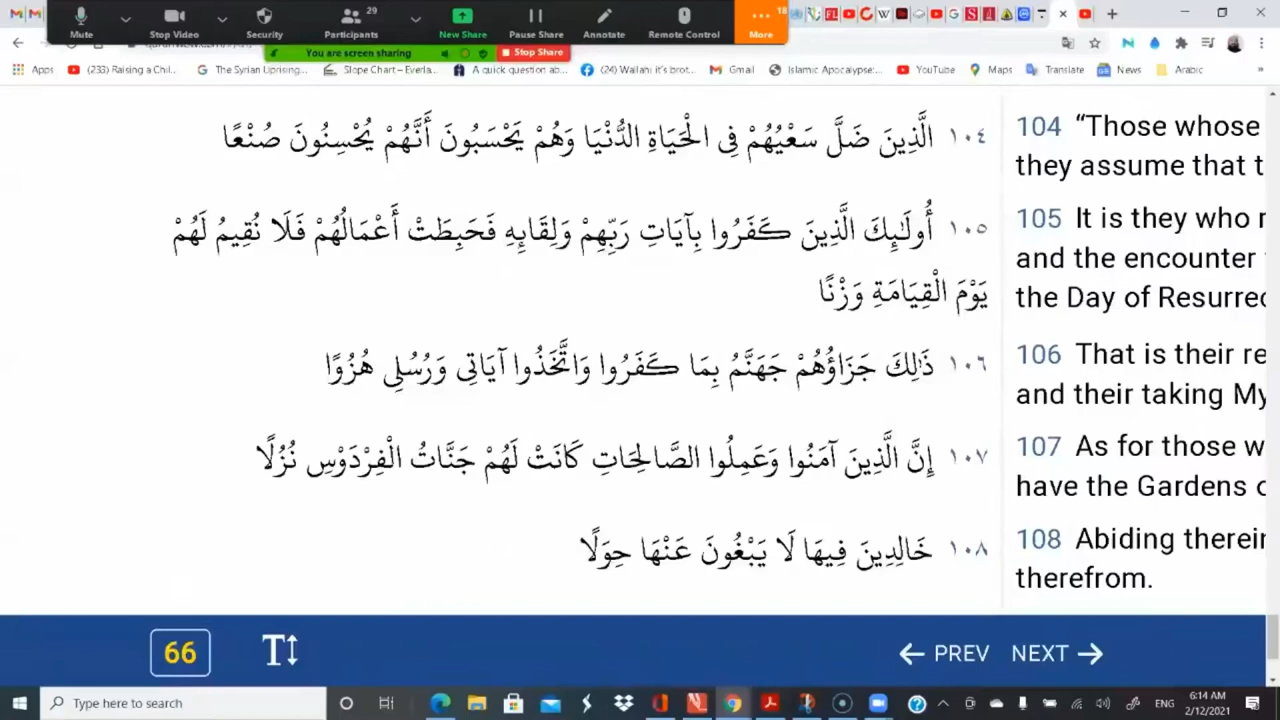 Mute
Stop Video
Security
29
Participants
New Share
Pause Share
Annotate
Remote Control
18
More
You are screen sharing
Stop Share
Apps
(233) Raising a Chil...
The Syrian Uprising...
Slope Chart – Everla...
A quick question ab...
(24) Wallahi it's brot...
Gmail
Islamic Apocalypse:...
YouTube
Maps
Translate
News
Arabic
١٠٤ الَّذِينَ ضَلَّ سَعْيُهُمْ فِى الْحَيَاةِ الدُّنْيَا وَهُمْ يَحْسَبُونَ أَنَّهُمْ يُحْسِنُونَ صُنْعًا
104 “Those whose
they assume that t
١٠٥ أُولَٰئِكَ الَّذِينَ كَفَرُوا بِآيَاتِ رَبِّهِمْ وَلِقَائِهِ فَحَبِطَتْ أَعْمَالُهُمْ فَلَا نُقِيمُ لَهُمْ
يَوْمَ الْقِيَامَةِ وَزْنًا
105 It is they who
and the encounter
the Day of Resurre
١٠٦ ذَٰلِكَ جَزَاؤُهُمْ جَهَنَّمُ بِمَا كَفَرُوا وَاتَّخَذُوا آيَاتِى وَرُسُلِى هُزُوًا
106 That is their re
and their taking My
١٠٧ إِنَّ الَّذِينَ آمَنُوا وَعَمِلُوا الصَّالِحَاتِ كَانَتْ لَهُمْ جَنَّاتُ الْفِرْدَوْسِ نُزُلًا
107 As for those w
have the Gardens o
١٠٨ خَالِدِينَ فِيهَا لَا يَبْغُونَ عَنْهَا حِوَلًا
108 Abiding therei
therefrom.
66
PREV NEXT
Type here to search
ENG
6:14 AM
2/12/2021